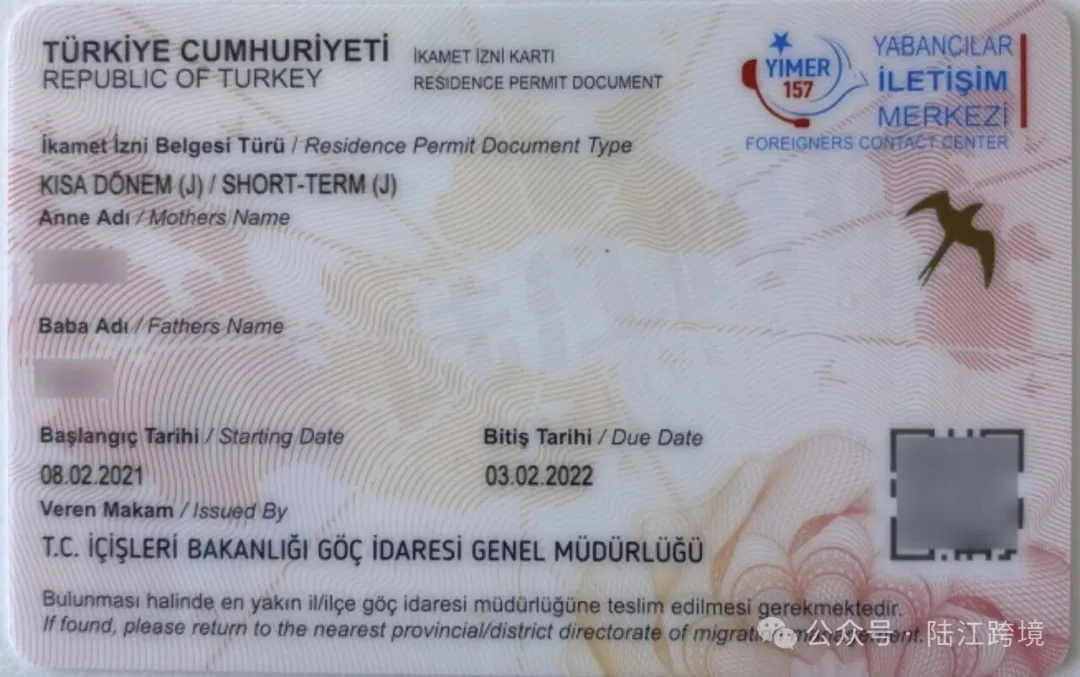 TÜRKİYE CUMHURİYETİ
REPUBLIC OF TURKEY
İKAMET İZNİ KARTI
RESIDENCE PERMIT DOCUMENT
YİMER
157
YABANCILAR
İLETİŞİM
MERKEZİ
FOREIGNERS CONTACT CENTER
İkamet İzni Belgesi Türü / Residence Permit Document Type
KISA DÖNEM (J) / SHORT-TERM (J)
Anne Adı / Mothers Name
Baba Adı / Fathers Name
Başlangıç Tarihi / Starting Date
08.02.2021
Bitiş Tarihi / Due Date
03.02.2022
Veren Makam / Issued By
T.C. İÇİŞLERİ BAKANLIĞI GÖÇ İDARESİ GENEL MÜDÜRLÜĞÜ
Bulunması halinde en yakın il/ilçe göç idaresi müdürlüğüne teslim edilmesi gerekmektedir.
If found, please return to the nearest provincial/district directorate of migration management.
公众号 · 陆江跨境